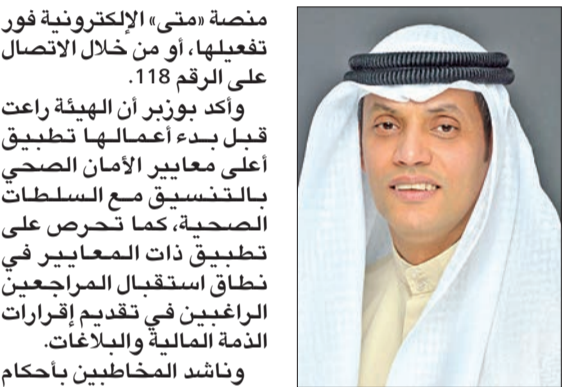 منصة «متى» الإلكترونية فور
تفعيلها، أو من خلال الاتصال
على الرقم 118.
وأكد بوزبر أن الهيئة راعت
قبل بدء أعمالها تطبيق
أعلى معايير الأمان الصحي
بالتنسيق مع السلطات
الصحية، كما تحرص على
تطبيق ذات المعايير في
نطاق استقبال المراجعين
الراغبين في تقديم إقرارات
الذمة المالية والبلاغات.
وناشد المخاطبين بأحكام